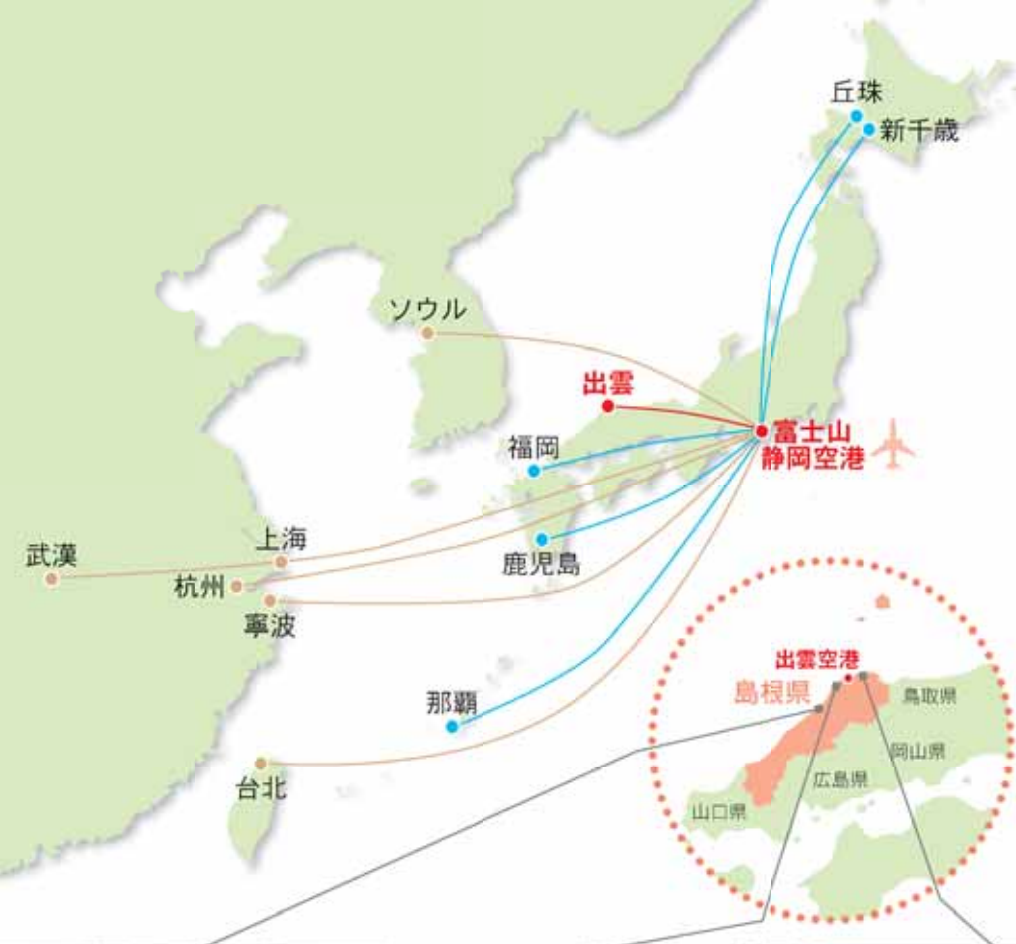 丘珠
新千歳
ソウル
出雲
富士山
静岡空港
福岡
上海
武漢
杭州
鹿児島
寧波
那覇
台北
出雲空港
島根県
鳥取県
岡山県
広島県
山口県